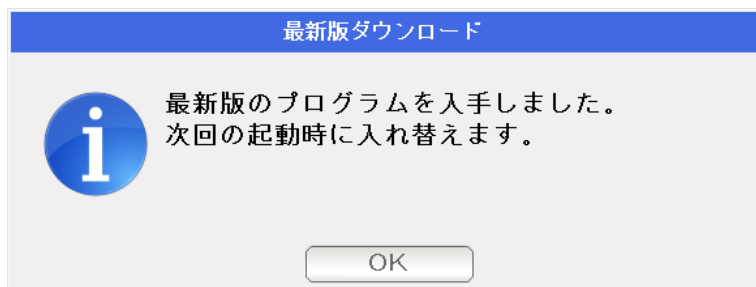 最新版ダウンロード
最新版のプログラムを入手しました。
次回の起動時に入れ替えます。
OK